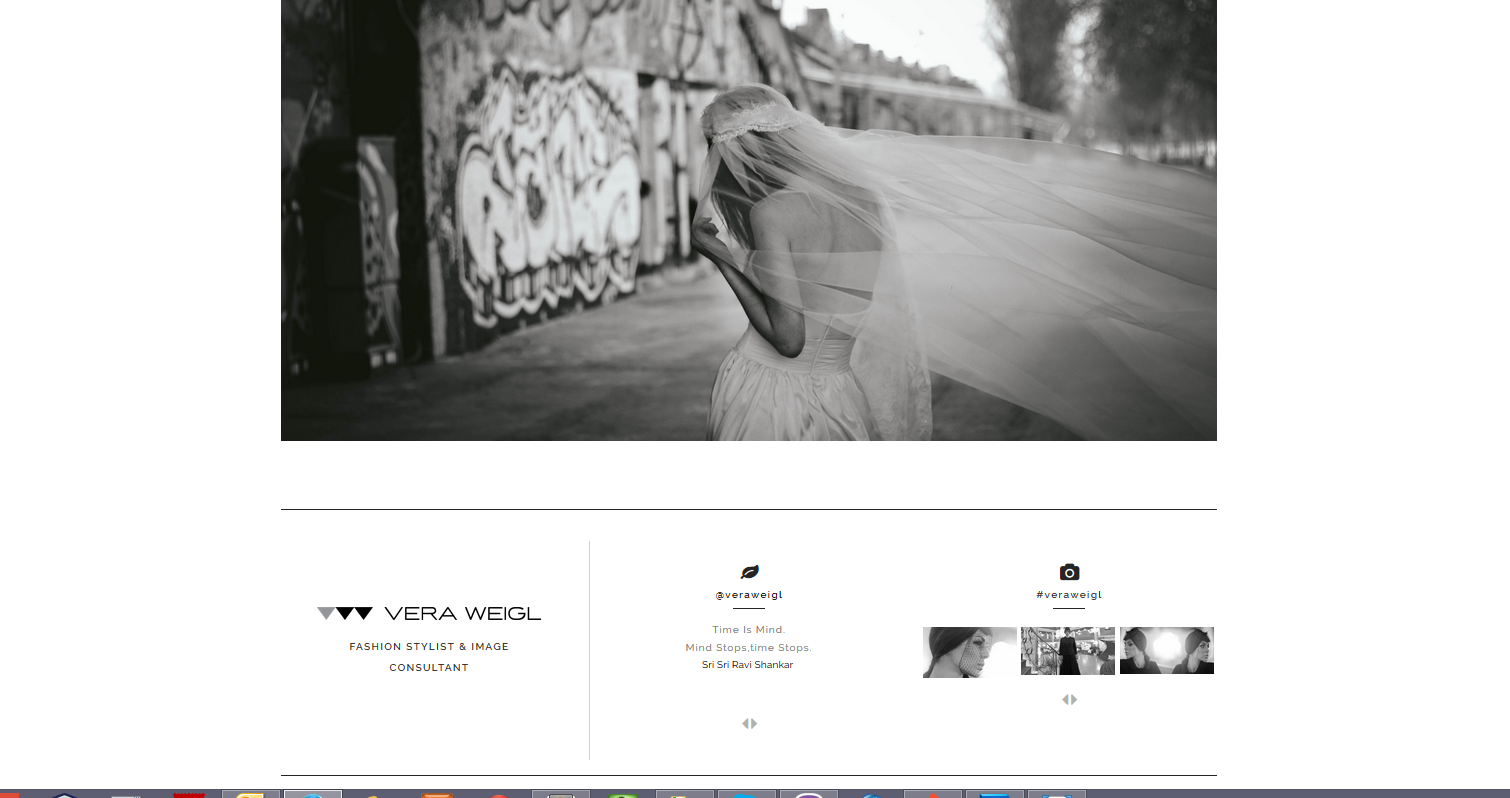 VERA WEIGL
FASHION STYLIST & IMAGE
CONSULTANT
@veraweigl
Time Is Mind.
Mind Stops,time Stops.
Sri Sri Ravi Shankar
#veraweigl